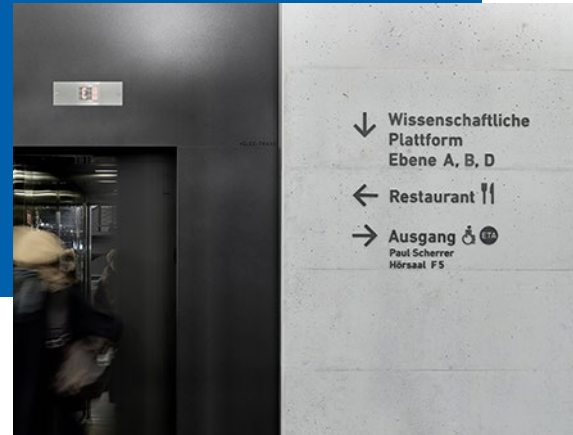 Wissenschaftliche
Plattform
Ebene A, B, D
Restaurant
Ausgang ETA
Paul Scherrer
Hörsaal F5